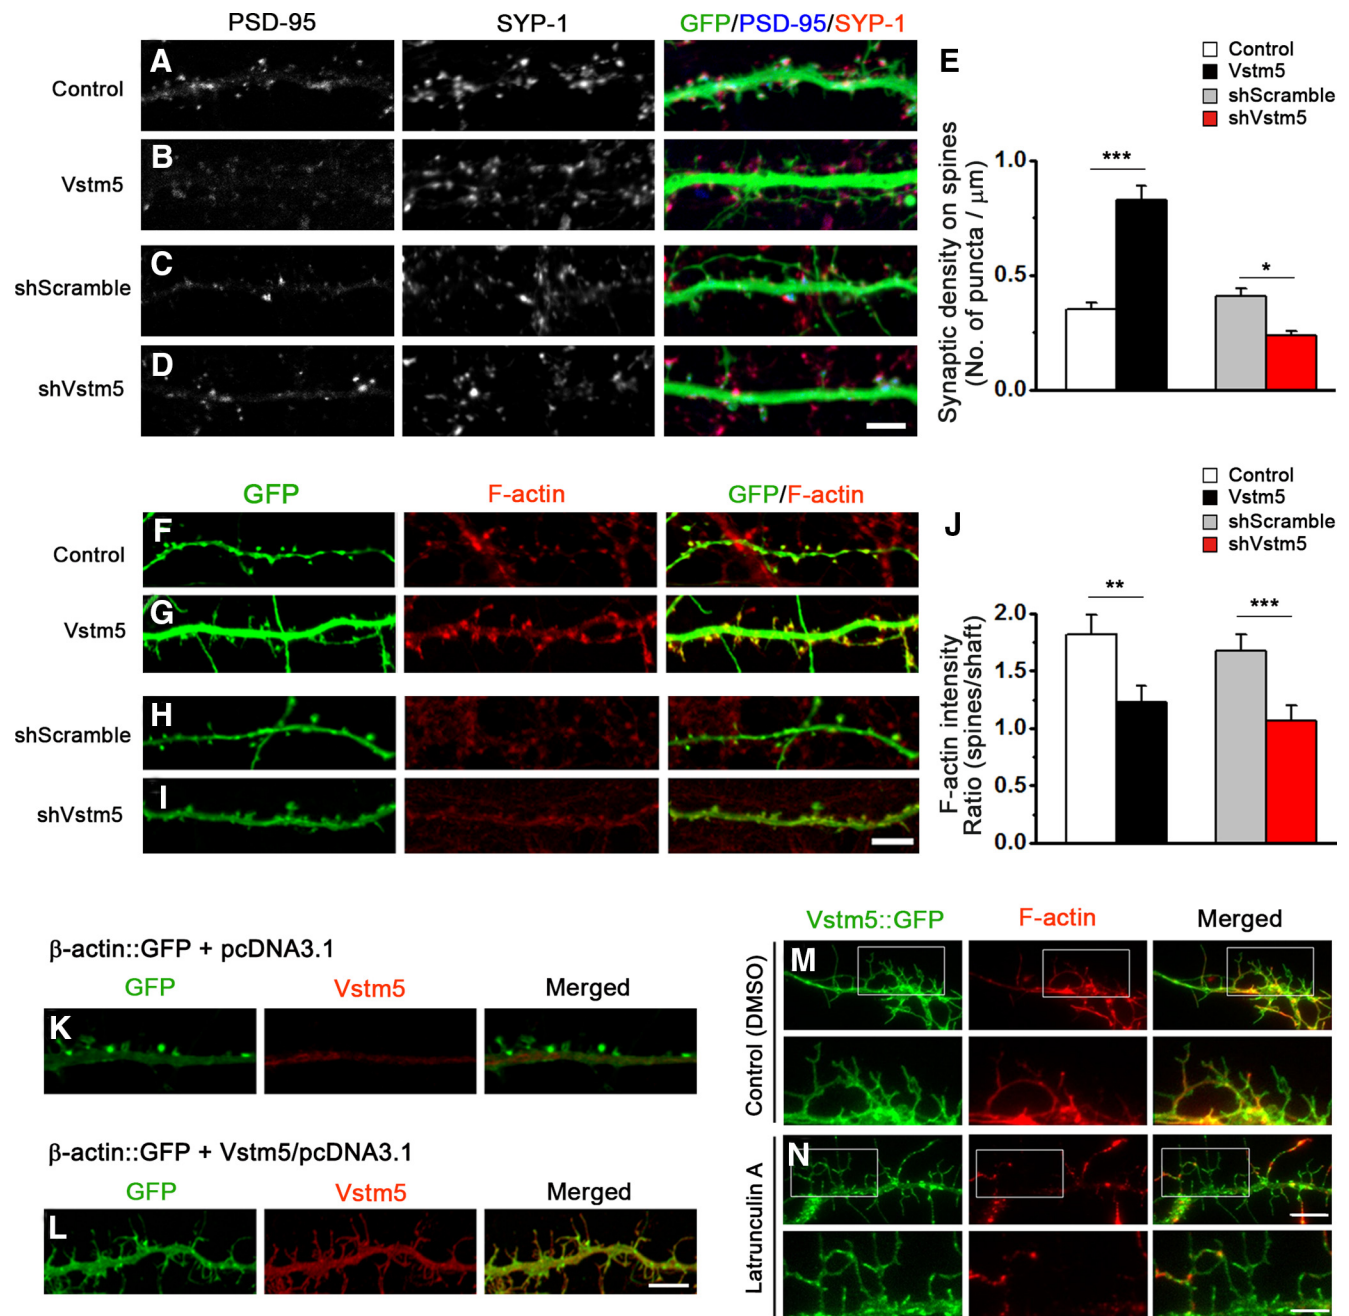 PSD-95 SYP-1 GFP/PSD-95/SYP-1
Control A
Vstm5 B
shScramble C
shVstm5 D
E
Control
Vstm5
shScramble
shVstm5
Synaptic density on spines
(No. of puncta / μm)
1.0
0.5
0.0
***
*
GFP F-actin GFP/F-actin
Control F
Vstm5 G
shScramble H
shVstm5 I
J
Control
Vstm5
shScramble
shVstm5
F-actin intensity
Ratio (spines/shaft)
2.0
1.5
1.0
0.5
0.0
**
***
β-actin::GFP + pcDNA3.1
GFP Vstm5 Merged
K
β-actin::GFP + Vstm5/pcDNA3.1
GFP Vstm5 Merged
L
Vstm5::GFP F-actin Merged
Control (DMSO)
M
Latrunculin A
N